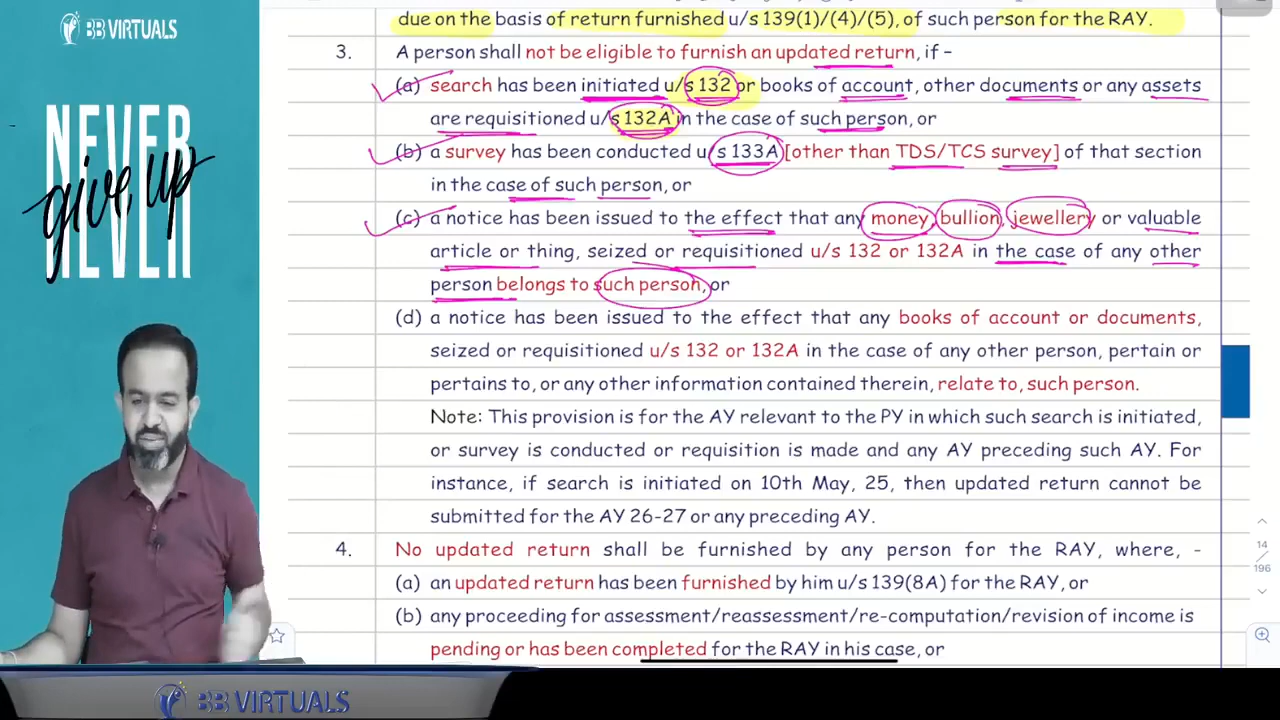 BB VIRTUALS
NEVER
give up
NEVER
due on the basis of return furnished u/s 139(1)/(4)/(5), of such person for the RAY.
3. A person shall not be eligible to furnish an updated return, if –
(a) search has been initiated u/s 132 or books of account, other documents or any assets
are requisitioned u/s 132A in the case of such person, or
(b) a survey has been conducted u/s 133A [other than TDS/TCS survey] of that section
in the case of such person, or
(c) a notice has been issued to the effect that any money, bullion, jewellery or valuable
article or thing, seized or requisitioned u/s 132 or 132A in the case of any other
person belongs to such person, or
(d) a notice has been issued to the effect that any books of account or documents,
seized or requisitioned u/s 132 or 132A in the case of any other person, pertain or
pertains to, or any other information contained therein, relate to, such person.
Note: This provision is for the AY relevant to the PY in which such search is initiated,
or survey is conducted or requisition is made and any AY preceding such AY. For
instance, if search is initiated on 10th May, 25, then updated return cannot be
submitted for the AY 26-27 or any preceding AY.
4. No updated return shall be furnished by any person for the RAY, where, -
(a) an updated return has been furnished by him u/s 139(8A) for the RAY, or
(b) any proceeding for assessment/reassessment/re-computation/revision of income is
pending or has been completed for the RAY in his case, or
14
196
BB VIRTUALS